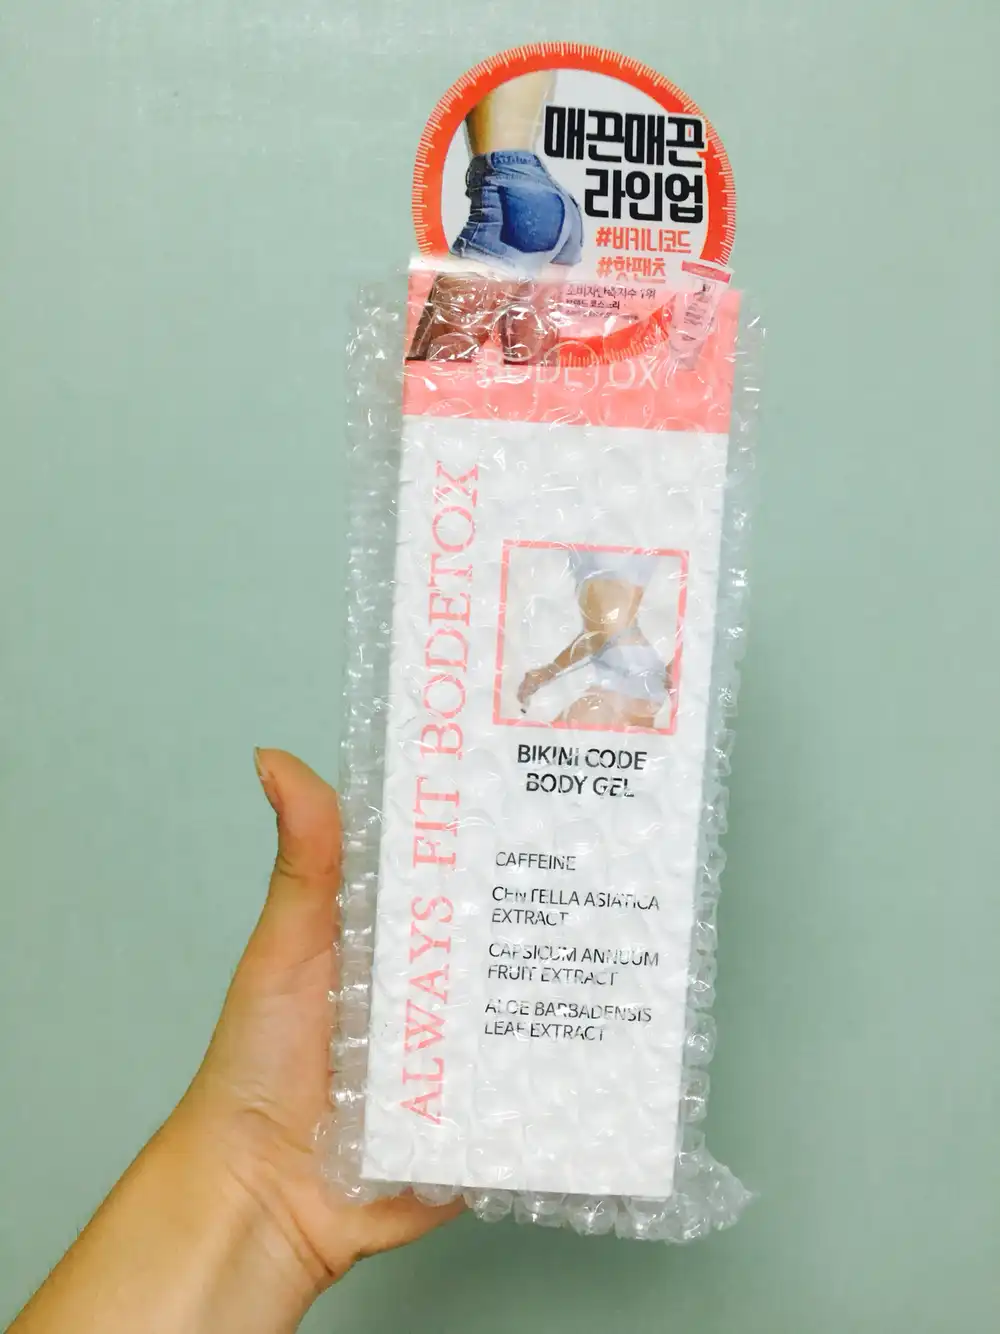 매끈매끈
라인업
#비키니코드
#핫팬츠
BODETOX
ALWAYS FIT BODETOX
BIKINI CODE
BODY GEL
CAFFEINE
CENTELLA ASIATICA
EXTRACT
CAPSICUM ANNUUM
FRUIT EXTRACT
ALOE BARBADENSIS
LEAF EXTRACT